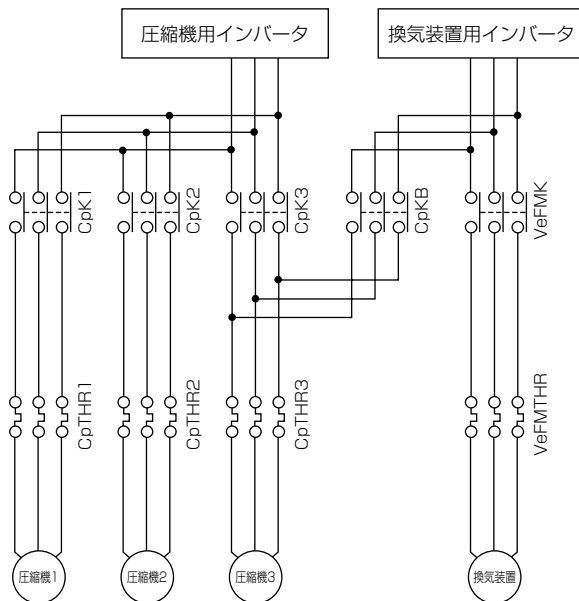 圧縮機用インバータ
換気装置用インバータ
CpK1
CpK2
CpK3
CpKB
VeFMK
CpTHR1
CpTHR2
CpTHR3
VeFMTHR
圧縮機1
圧縮機2
圧縮機3
換気装置